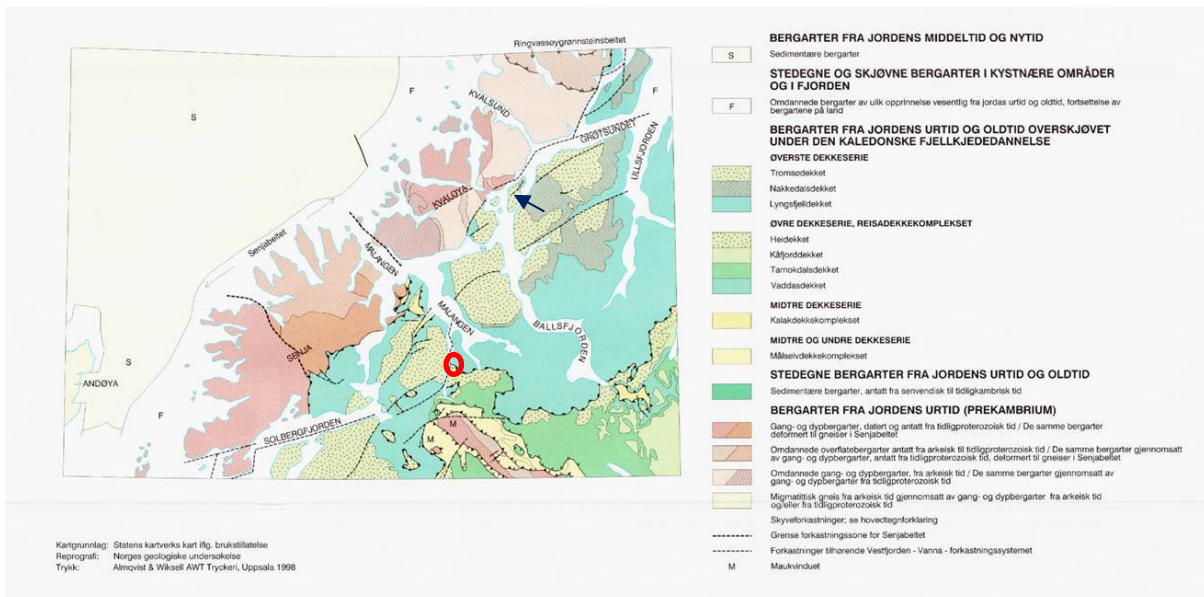 Ringvassøygrønnsteinsbeltet
F
F
S
KVALSUND
GRØTSUNDET
ULLSFJORDEN
KVALØYA
Senjabeltet
MALANGEN
MALANGEN
BALLSFJORDEN
SENJA
S
ANDØYA
F
SOLBERGFJORDEN
M
M
BERGARTER FRA JORDENS MIDDELTID OG NYTID
S Sedimentære bergarter
STEDEGNE OG SKJØVNE BERGARTER I KYSTNÆRE OMRÅDER
OG I FJORDEN
F Omdannede bergarter av ulik opprinnelse vesentlig fra jordas urtid og oldtid, fortsettelse av
bergartene på land
BERGARTER FRA JORDENS URTID OG OLDTID OVERSKJØVET
UNDER DEN KALEDONSKE FJELLKJEDEDANNELSE
ØVERSTE DEKKESERIE
Tromsødekket
Nakkedalsdekket
Lyngsfjelldekket
ØVRE DEKKESERIE, REISADEKKEKOMPLEKSET
Heidekket
Kåfjorddekket
Tamokdalsdekket
Vaddasdekket
MIDTRE DEKKESERIE
Kalakdekkekomplekset
MIDTRE OG UNDRE DEKKESERIE
Målselvdekkekomplekset
STEDEGNE BERGARTER FRA JORDENS URTID OG OLDTID
Sedimentære bergarter, antatt fra senvendisk til tidligkambrisk tid
BERGARTER FRA JORDENS URTID (PREKAMBRIUM)
Gang- og dypbergarter, datert og antatt fra tidligproterozoisk tid / De samme bergarter
deformert til gneiser i Senjabeltet
Omdannede overflatebergarter antatt fra arkeisk til tidligproterozoisk tid / De samme bergarter gjennomsatt
av gang- og dypbergarter, antatt fra tidligproterozoisk tid, deformert til gneiser i Senjabeltet
Omdannede gang- og dypbergarter, fra arkeisk tid / De samme bergarter gjennomsatt av
gang- og dypbergarter fra tidligproterozoisk tid
Migmatittisk gneis fra arkeisk tid gjennomsatt av gang- og dypbergarter fra arkeisk tid
og/eller fra tidligproterozoisk tid
Skyveforkastninger; se hovedtegnforklaring
Grense forkastningssone for Senjabeltet
Forkastninger tilhørende Vestfjorden - Vanna - forkastningssystemet
M Maukvinduet
Kartgrunnlag: Statens kartverks kart iflg. brukstillatelse
Reprografi: Norges geologiske undersøkelse
Trykk: Almqvist & Wiksell AWT Tryckeri, Uppsala 1998